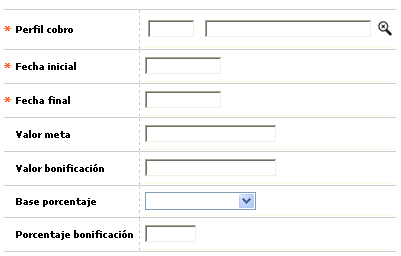 * Perfil cobro
* Fecha inicial
* Fecha final
Valor meta
Valor bonificación
Base porcentaje
Porcentaje bonificación